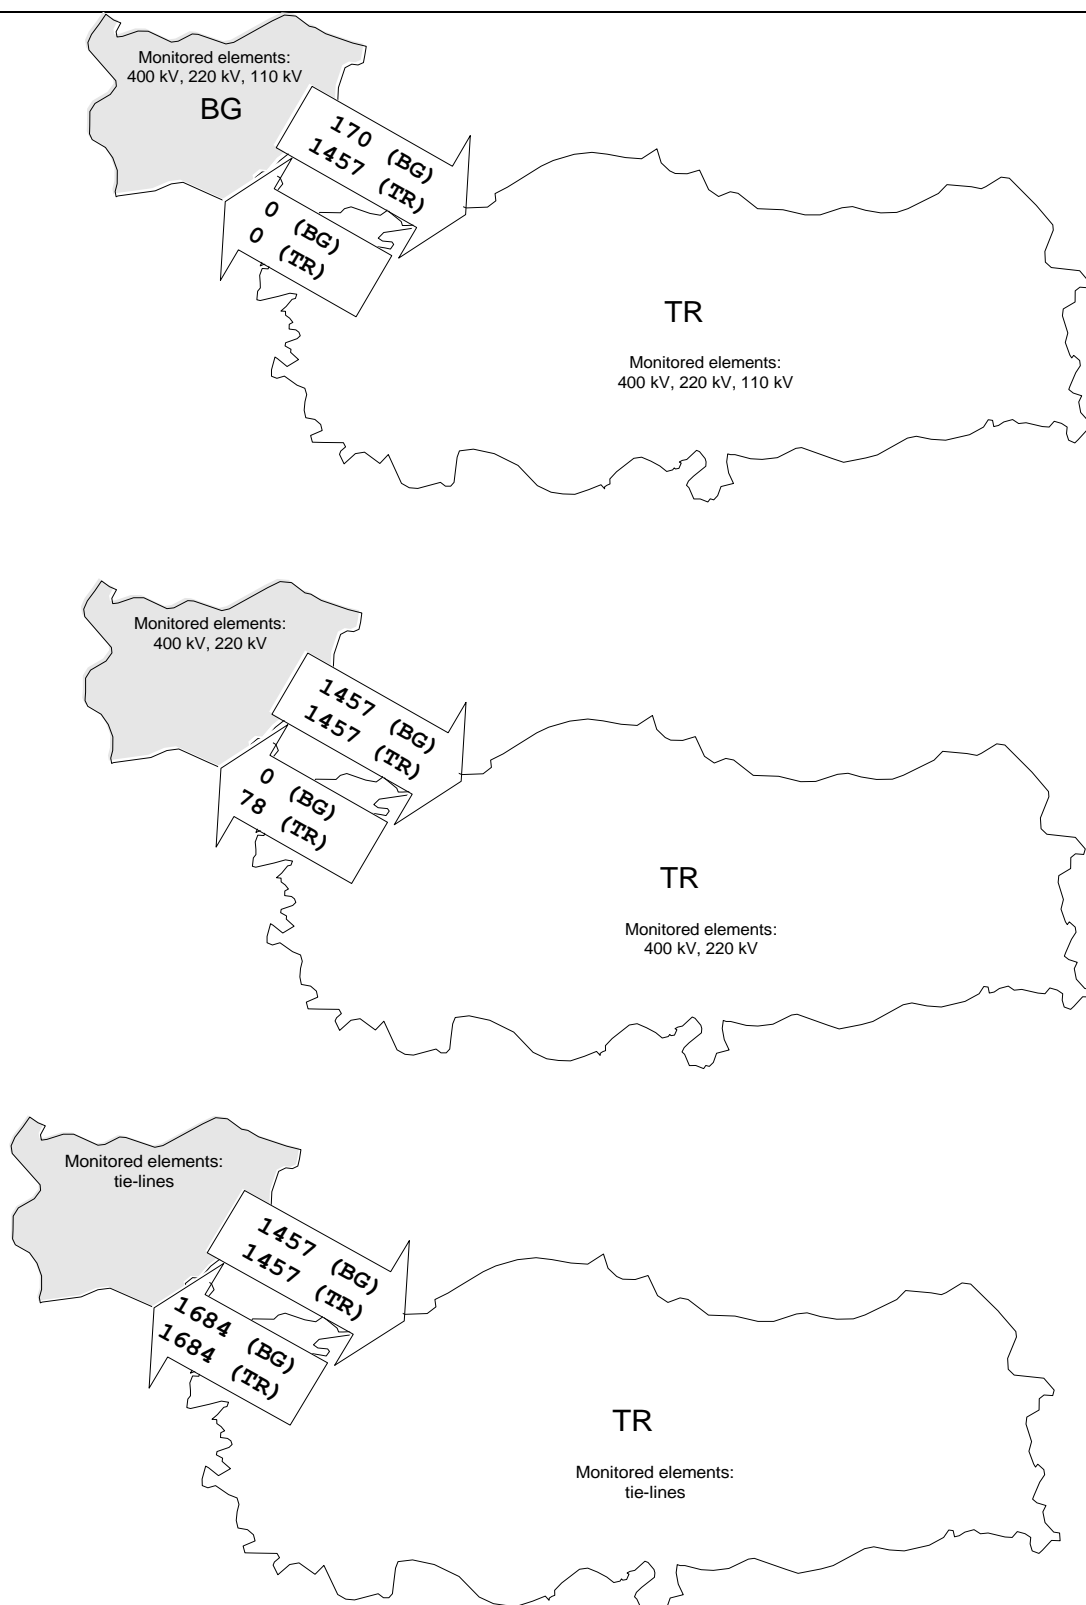 Monitored elements:
400 kV, 220 kV, 110 kV
BG
170 (BG)
1457 (TR)
0 (BG)
0 (TR)
TR
Monitored elements:
400 kV, 220 kV, 110 kV
Monitored elements:
400 kV, 220 kV
1457 (BG)
1457 (TR)
0 (BG)
78 (TR)
TR
Monitored elements:
400 kV, 220 kV
Monitored elements:
tie-lines
1457 (BG)
1457 (TR)
1684 (BG)
1684 (TR)
TR
Monitored elements:
tie-lines